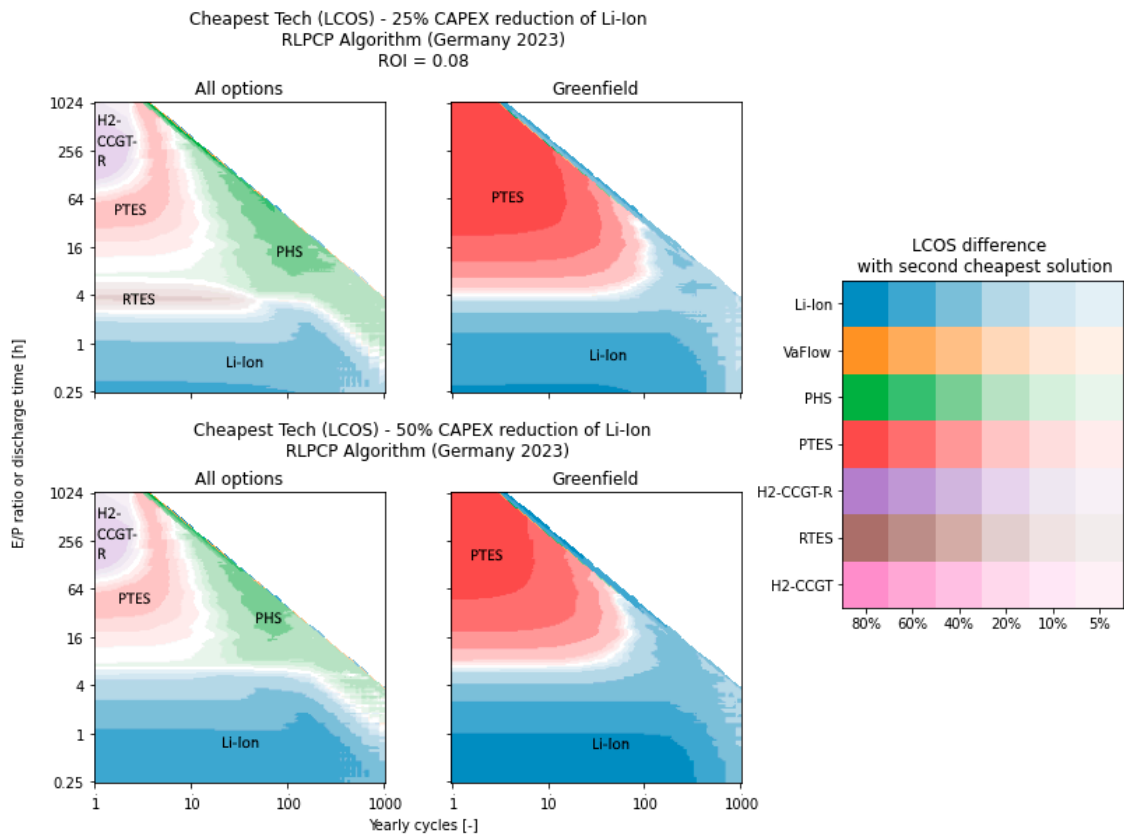 Cheapest Tech (LCOS) - 25% CAPEX reduction of Li-Ion
RLPCP Algorithm (Germany 2023)
ROI = 0.08
All options
Greenfield
1024
256
64
16
4
1
0.25
H2-
CCGT-
R
PTES
PHS
RTES
Li-Ion
PTES
Li-Ion
E/P ratio or discharge time [h]
Cheapest Tech (LCOS) - 50% CAPEX reduction of Li-Ion
RLPCP Algorithm (Germany 2023)
All options
Greenfield
1024
256
64
16
4
1
0.25
H2-
CCGT-
R
PTES
PHS
Li-Ion
PTES
Li-Ion
1 10 100 1000
1 10 100 1000
Yearly cycles [-]
LCOS difference
with second cheapest solution
Li-Ion
VaFlow
PHS
PTES
H2-CCGT-R
RTES
H2-CCGT
80% 60% 40% 20% 10% 5%